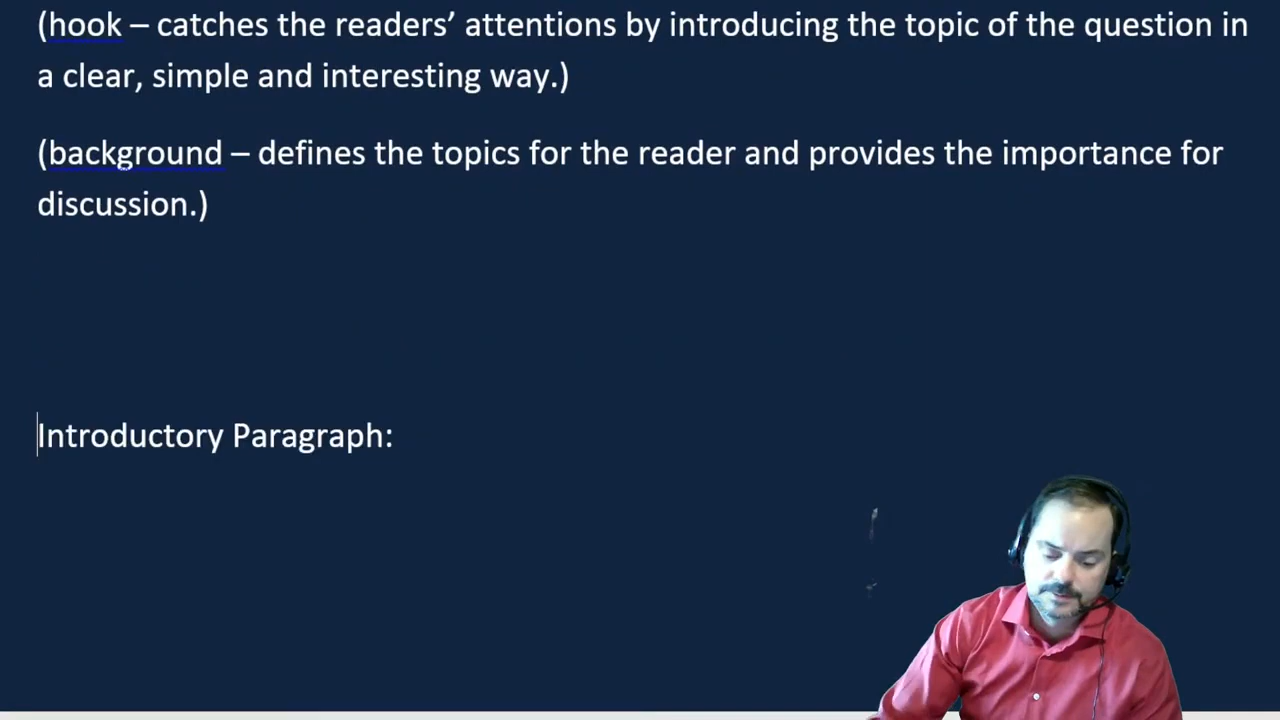 (hook – catches the readers’ attentions by introducing the topic of the question in
a clear, simple and interesting way.)
(background – defines the topics for the reader and provides the importance for
discussion.)
Introductory Paragraph: